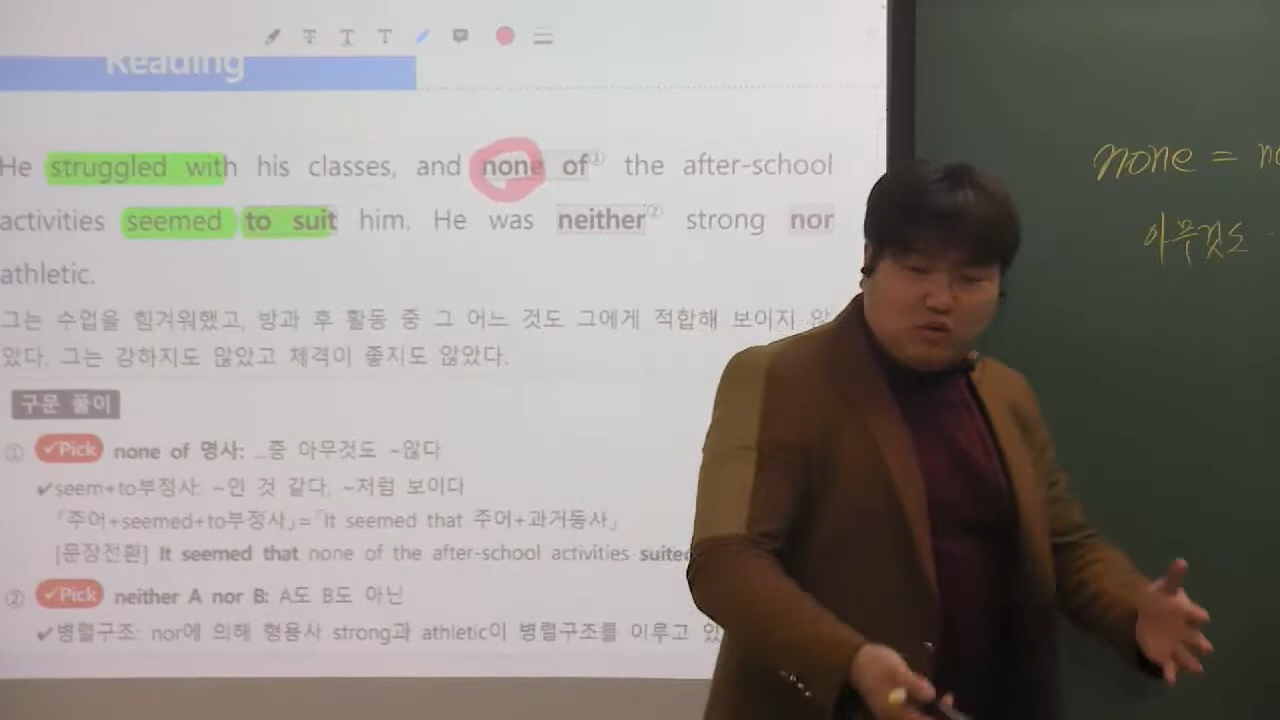 Reading
He struggled with his classes, and none of① the after-school
activities seemed to suit him. He was neither② strong nor
athletic.
그는 수업을 힘겨워했고, 방과 후 활동 중 그 어느 것도 그에게 적합해 보이지 않
았다. 그는 강하지도 않았고 체격이 좋지도 않았다.
구문 풀이
① ✓Pick none of 명사: …중 아무것도 ~않다
✔seem+to부정사: ~인 것 같다, ~처럼 보이다
「주어+seemed+to부정사」=「It seemed that 주어+과거동사」
[문장전환] It seemed that none of the after-school activities suited
② ✓Pick neither A nor B: A도 B도 아닌
✔병렬구조: nor에 의해 형용사 strong과 athletic이 병렬구조를 이루고
none = no
아무것도